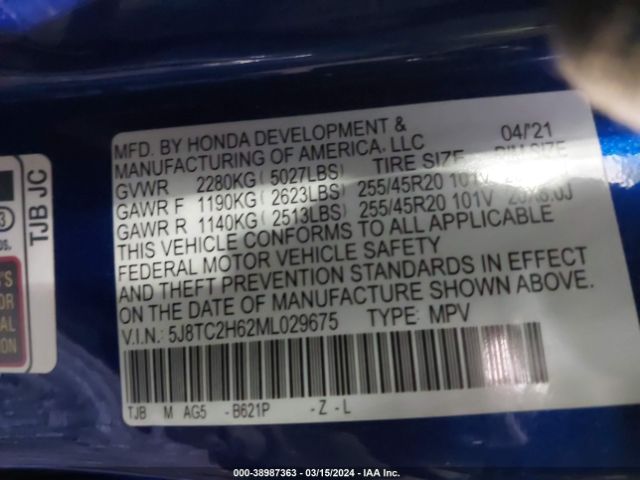 MFD. BY HONDA DEVELOPMENT &
MANUFACTURING OF AMERICA, LLC 04/'21
GVWR 2280KG ( 5027LBS) TIRE SIZE RIM SIZE
GAWR F 1190KG ( 2623LBS) 255/45R20 101V
GAWR R 1140KG ( 2513LBS) 255/45R20 101V
THIS VEHICLE CONFORMS TO ALL APPLICABLE
FEDERAL MOTOR VEHICLE SAFETY
AND THEFT PREVENTION STANDARDS IN EFFECT
ON THE DATE OF MANUFACTURE SHOWN ABOVE.
V.I.N.: 5J8TC2H62ML029675 TYPE: MPV
TJB M AG5 - B621P - Z - L
TJB JC
000-38987363 - 03/15/2024 - IAA Inc.